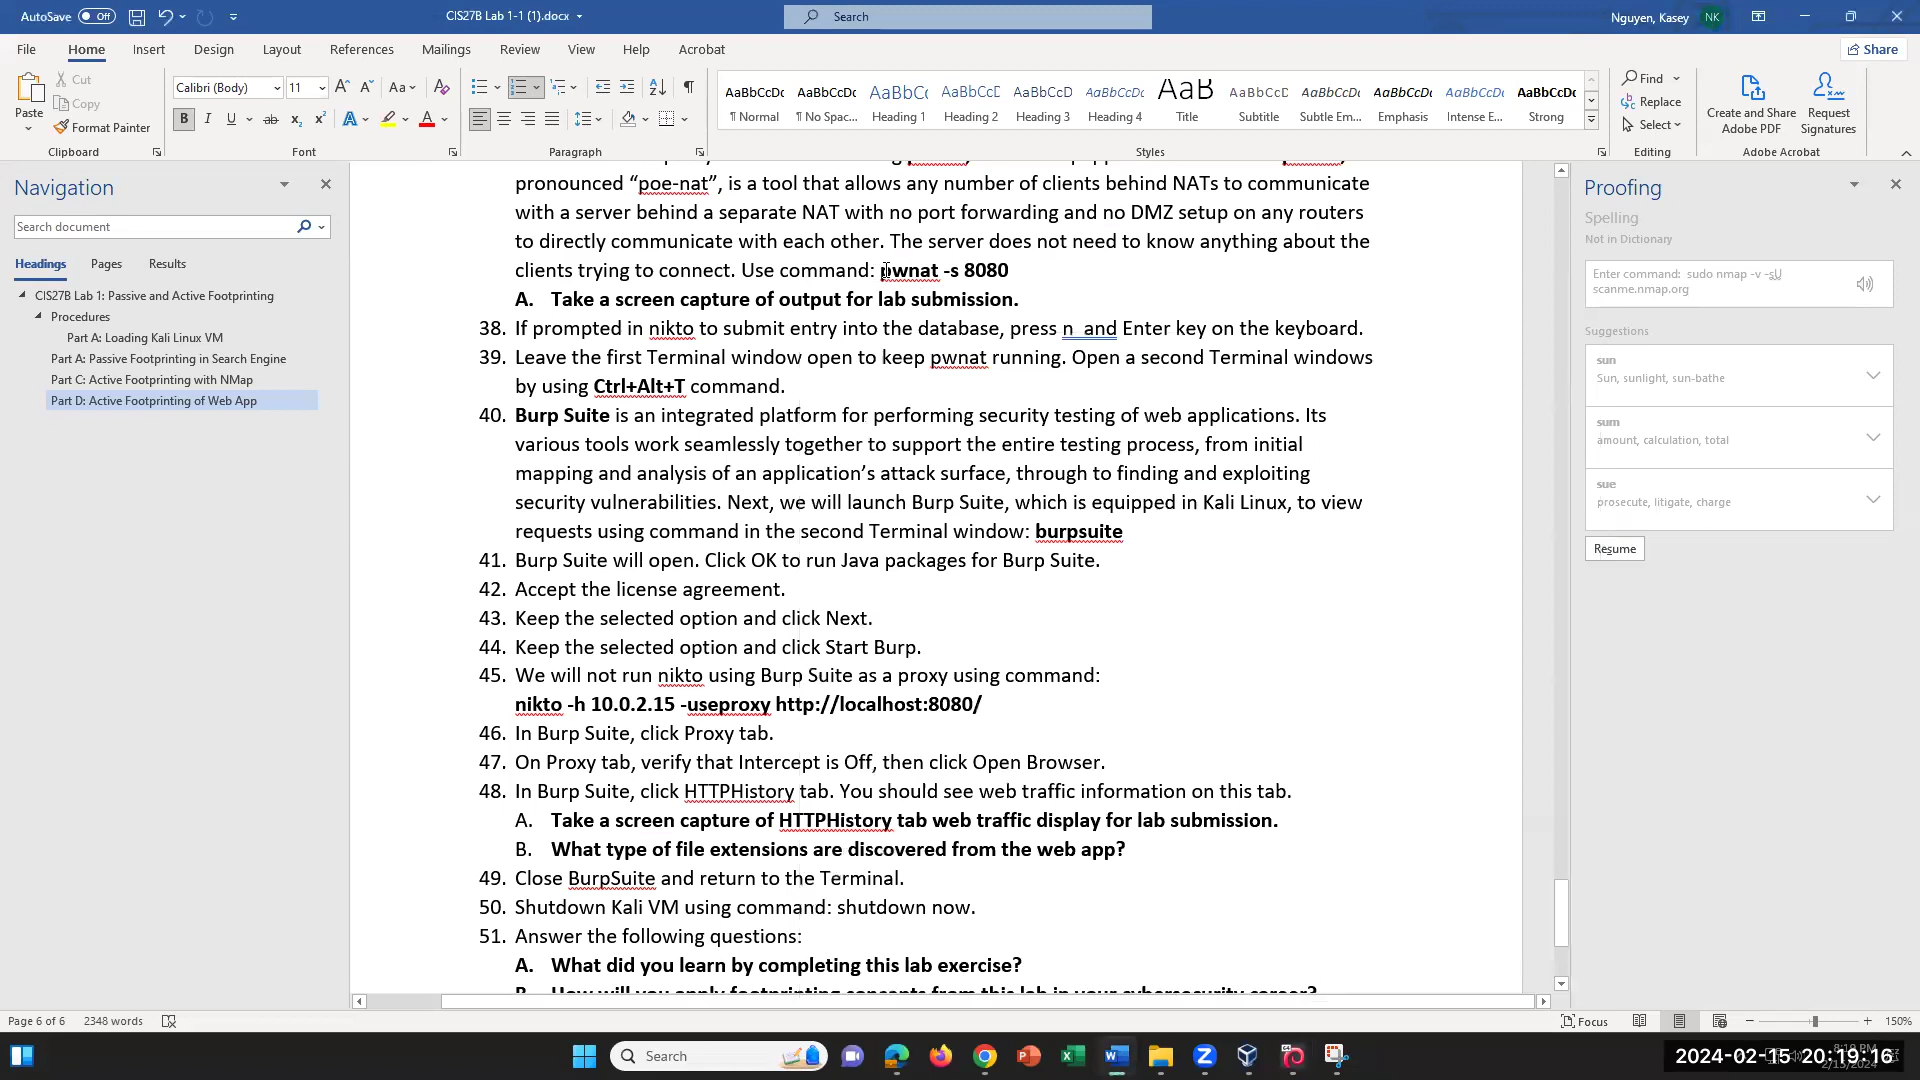 AutoSave Off
CIS27B Lab 1-1 (1).docx
Search
Nguyen, Kasey NK
File Home Insert Design Layout References Mailings Review View Help Acrobat
Share
Paste
Cut
Copy
Format Painter
Clipboard
Calibri (Body) 11
Font
Paragraph
AaBbCcDc AaBbCcDc AaBbCc AaBbCcD AaBbCcDc AaBbCcDc AaB AaBbCcD AaBbCcDc AaBbCcDc AaBbCcDc AaBbCcDc
¶ Normal ¶ No Spac... Heading 1 Heading 2 Heading 3 Heading 4 Title Subtitle Subtle Em... Emphasis Intense E... Strong
Styles
Find
Replace
Select
Editing
Create and Share Adobe PDF
Request Signatures
Adobe Acrobat
Navigation
Search document
Headings Pages Results
CIS27B Lab 1: Passive and Active Footprinting
Procedures
Part A: Loading Kali Linux VM
Part A: Passive Footprinting in Search Engine
Part C: Active Footprinting with NMap
Part D: Active Footprinting of Web App
pronounced “poe-nat”, is a tool that allows any number of clients behind NATs to communicate
with a server behind a separate NAT with no port forwarding and no DMZ setup on any routers
to directly communicate with each other. The server does not need to know anything about the
clients trying to connect. Use command: pwnat -s 8080
A. Take a screen capture of output for lab submission.
38. If prompted in nikto to submit entry into the database, press n  and Enter key on the keyboard.
39. Leave the first Terminal window open to keep pwnat running. Open a second Terminal windows
by using Ctrl+Alt+T command.
40. Burp Suite is an integrated platform for performing security testing of web applications. Its
various tools work seamlessly together to support the entire testing process, from initial
mapping and analysis of an application’s attack surface, through to finding and exploiting
security vulnerabilities. Next, we will launch Burp Suite, which is equipped in Kali Linux, to view
requests using command in the second Terminal window: burpsuite
41. Burp Suite will open. Click OK to run Java packages for Burp Suite.
42. Accept the license agreement.
43. Keep the selected option and click Next.
44. Keep the selected option and click Start Burp.
45. We will not run nikto using Burp Suite as a proxy using command:
nikto -h 10.0.2.15 -useproxy http://localhost:8080/
46. In Burp Suite, click Proxy tab.
47. On Proxy tab, verify that Intercept is Off, then click Open Browser.
48. In Burp Suite, click HTTPHistory tab. You should see web traffic information on this tab.
A. Take a screen capture of HTTPHistory tab web traffic display for lab submission.
B. What type of file extensions are discovered from the web app?
49. Close BurpSuite and return to the Terminal.
50. Shutdown Kali VM using command: shutdown now.
51. Answer the following questions:
A. What did you learn by completing this lab exercise?
B. How will you apply footprinting concepts from this lab in your cybersecurity career?
Proofing
Spelling
Not in Dictionary
Enter command:  sudo nmap -v -sU
scanme.nmap.org
Suggestions
sun
Sun, sunlight, sun-bathe
sum
amount, calculation, total
sue
prosecute, litigate, charge
Resume
Page 6 of 6 2348 words
Focus
150%
Search
2024-02-15 20:19:16